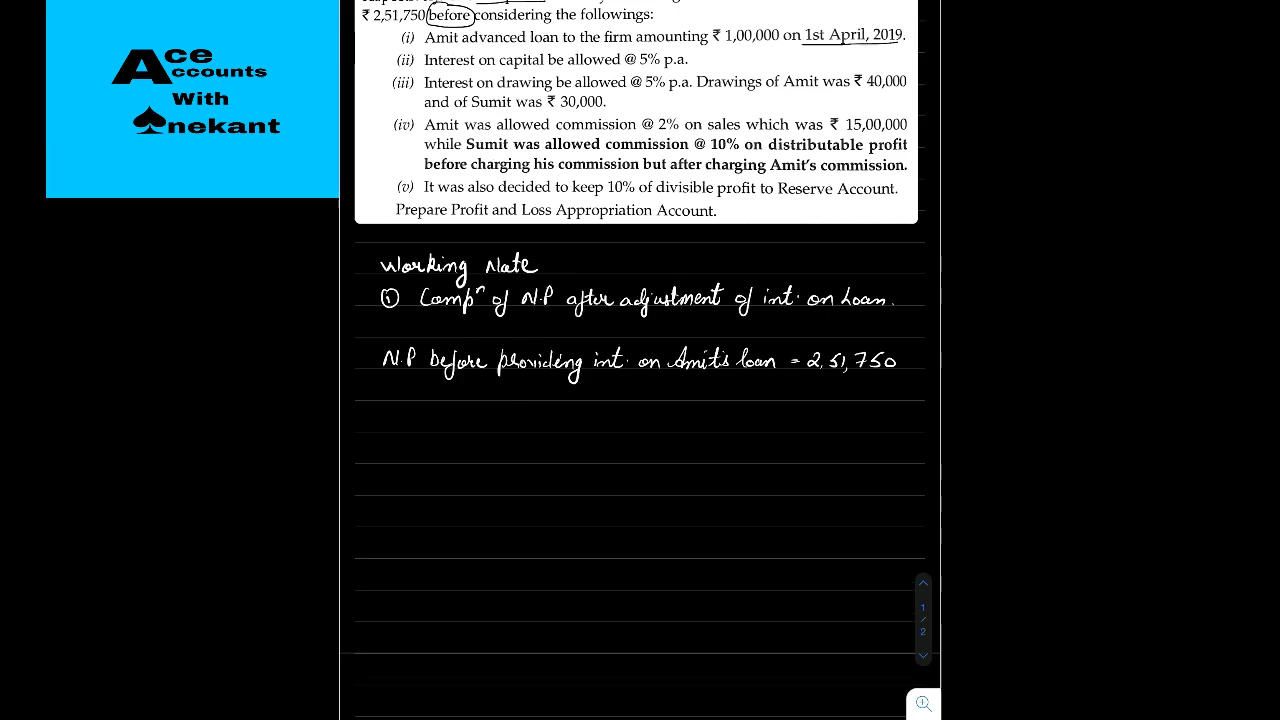 Ace
Accounts
With
Anekant
₹ 2,51,750 before considering the followings:
(i) Amit advanced loan to the firm amounting ₹ 1,00,000 on 1st April, 2019.
(ii) Interest on capital be allowed @ 5% p.a.
(iii) Interest on drawing be allowed @ 5% p.a. Drawings of Amit was ₹ 40,000
and of Sumit was ₹ 30,000.
(iv) Amit was allowed commission @ 2% on sales which was ₹ 15,00,000
while Sumit was allowed commission @ 10% on distributable profit
before charging his commission but after charging Amit's commission.
(v) It was also decided to keep 10% of divisible profit to Reserve Account.
Prepare Profit and Loss Appropriation Account.
Working Note
(i) Compⁿ of N.P after adjustment of int. on Loan.
N.P before providing int. on Amit's loan = 2,51,750
1
/
2